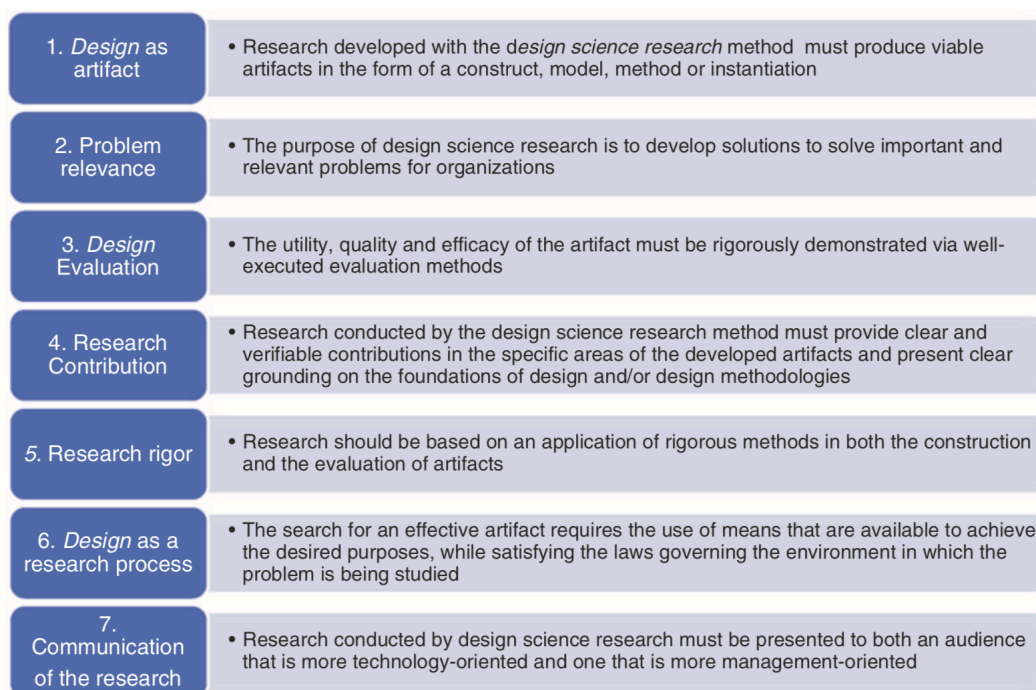 1. Design as
artifact
• Research developed with the design science research method must produce viable
artifacts in the form of a construct, model, method or instantiation
2. Problem
relevance
• The purpose of design science research is to develop solutions to solve important and
relevant problems for organizations
3. Design
Evaluation
• The utility, quality and efficacy of the artifact must be rigorously demonstrated via well-
executed evaluation methods
4. Research
Contribution
• Research conducted by the design science research method must provide clear and
verifiable contributions in the specific areas of the developed artifacts and present clear
grounding on the foundations of design and/or design methodologies
5. Research rigor
• Research should be based on an application of rigorous methods in both the construction
and the evaluation of artifacts
6. Design as a
research process
• The search for an effective artifact requires the use of means that are available to achieve
the desired purposes, while satisfying the laws governing the environment in which the
problem is being studied
7.
Communication
of the research
• Research conducted by design science research must be presented to both an audience
that is more technology-oriented and one that is more management-oriented